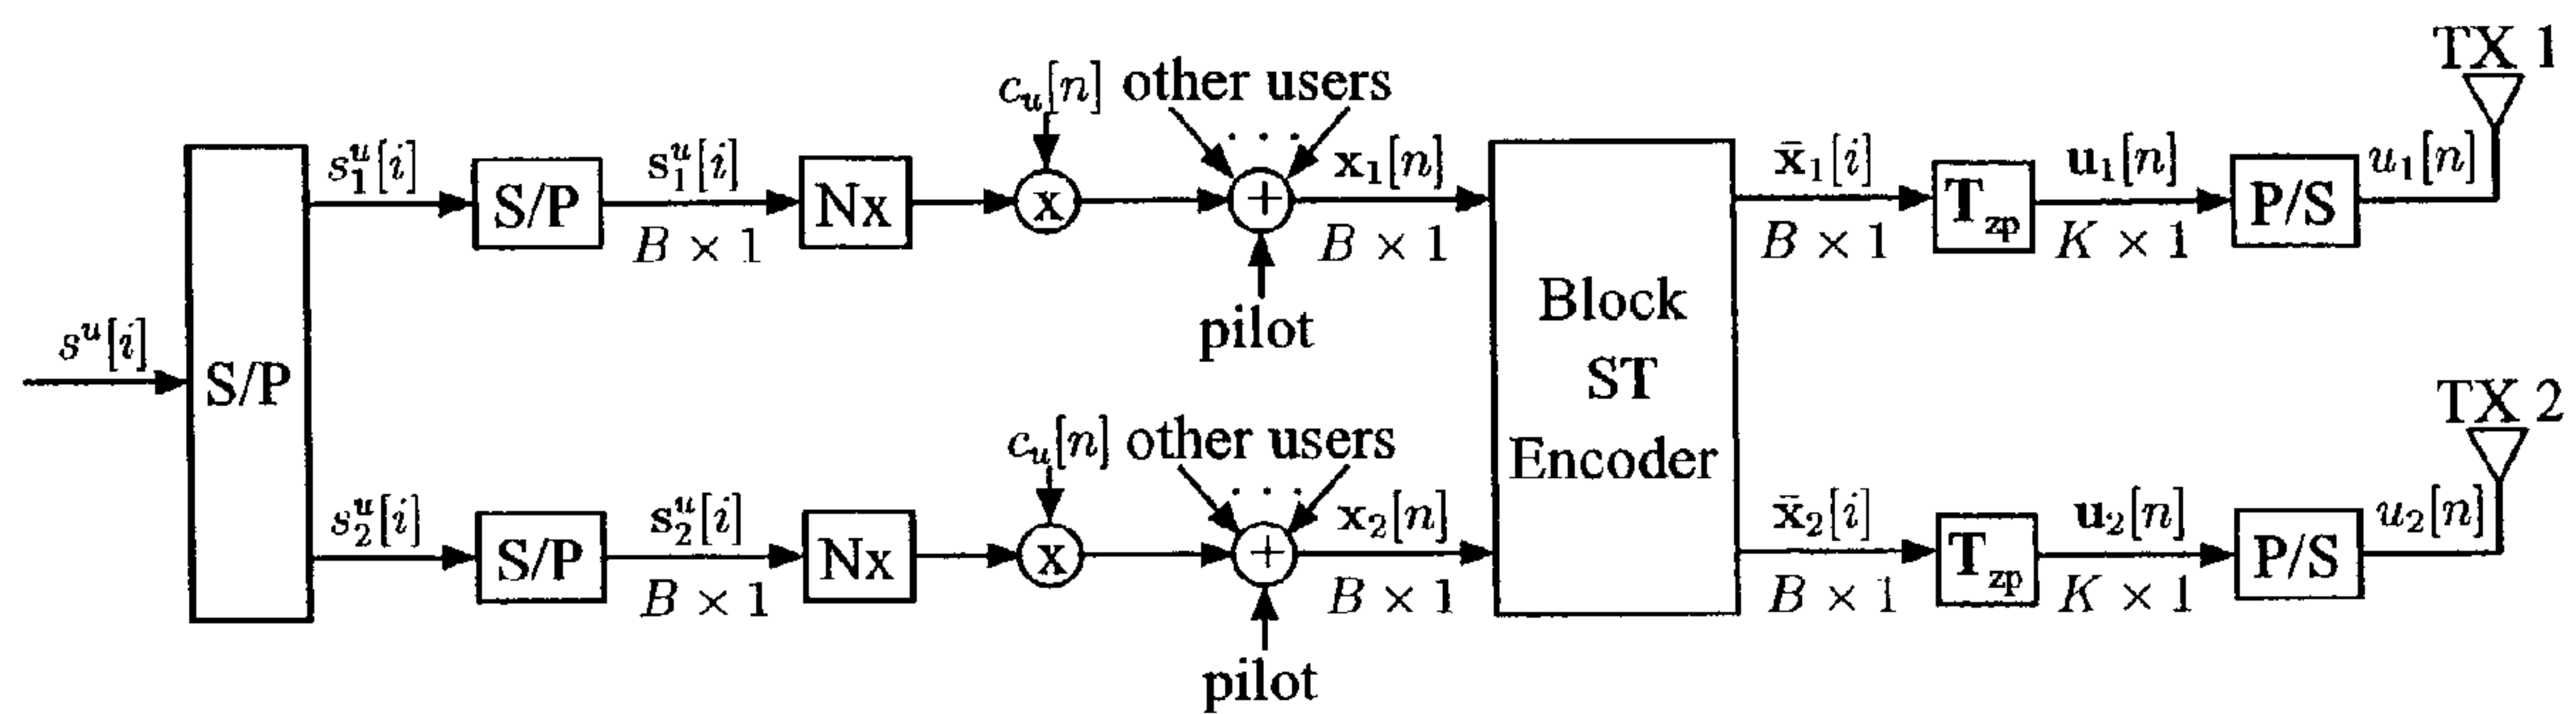 TX 1
c_u[n] other users
. . .
s_1^u[i] S/P 𝐬_1^u[i] Nx x + 𝐱_1[n] x̄_1[i] T_zp 𝐮_1[n] P/S u_1[n]
B × 1 B × 1 B × 1 K × 1
pilot
Block
ST
Encoder
s^u[i] S/P
TX 2
c_u[n] other users
. . .
s_2^u[i] S/P 𝐬_2^u[i] Nx x + 𝐱_2[n] x̄_2[i] T_zp 𝐮_2[n] P/S u_2[n]
B × 1 B × 1 B × 1 K × 1
pilot